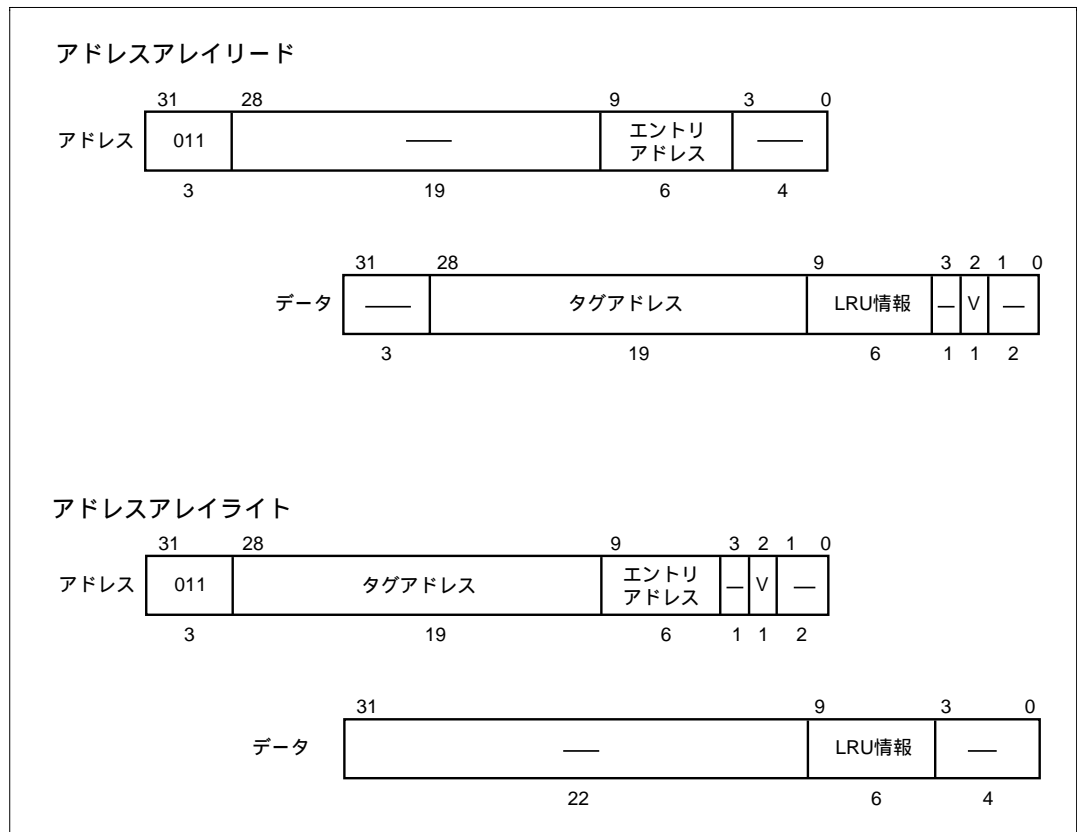 アドレスアレイリード
31 28 9 3 0
アドレス 011 — エントリ アドレス —
3 19 6 4
31 28 9 3 2 1 0
データ — タグアドレス LRU情報 — V —
3 19 6 1 1 2
アドレスアレイライト
31 28 9 3 2 1 0
アドレス 011 タグアドレス エントリ アドレス — V —
3 19 6 1 1 2
31 9 3 0
データ — LRU情報 —
22 6 4